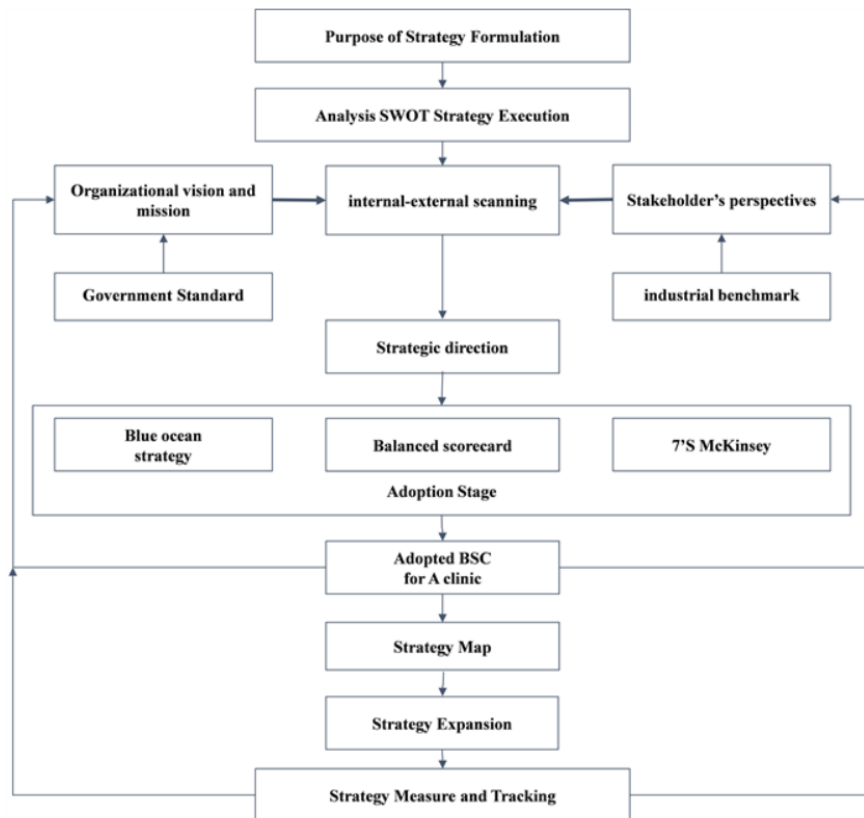 Purpose of Strategy Formulation
Analysis SWOT Strategy Execution
Organizational vision and
mission
internal-external scanning
Stakeholder's perspectives
Government Standard
industrial benchmark
Strategic direction
Blue ocean
strategy
Balanced scorecard
7'S McKinsey
Adoption Stage
Adopted BSC
for A clinic
Strategy Map
Strategy Expansion
Strategy Measure and Tracking